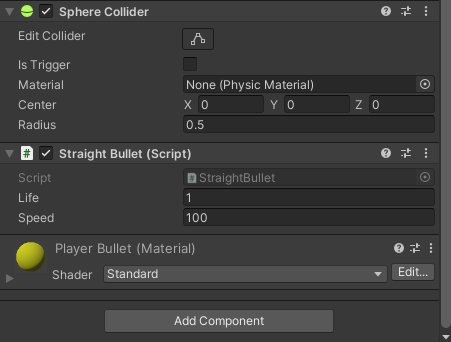 Sphere Collider
Edit Collider
Is Trigger
Material None (Physic Material)
Center X 0 Y 0 Z 0
Radius 0.5
# Straight Bullet (Script)
Script # StraightBullet
Life 1
Speed 100
Player Bullet (Material)
Shader Standard Edit...
Add Component